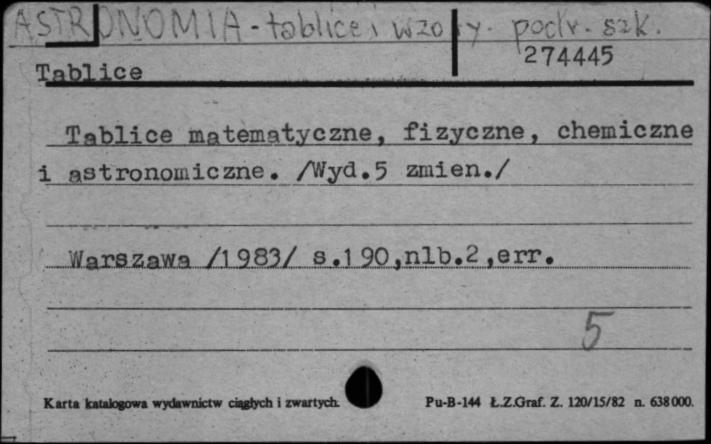 ASTRONOMIA - tablice i wzory. podr. szk.
274445
Tablice
Tablice matematyczne, fizyczne, chemiczne
i astronomiczne. /Wyd.5 zmien./
Warszawa /1983/ s.190,nlb.2,err.
5
Karta katalogowa wydawnictw ciągłych i zwartych.
Pu-B-144 Ł.Z.Graf. Z. 120/15/82 n. 638000.